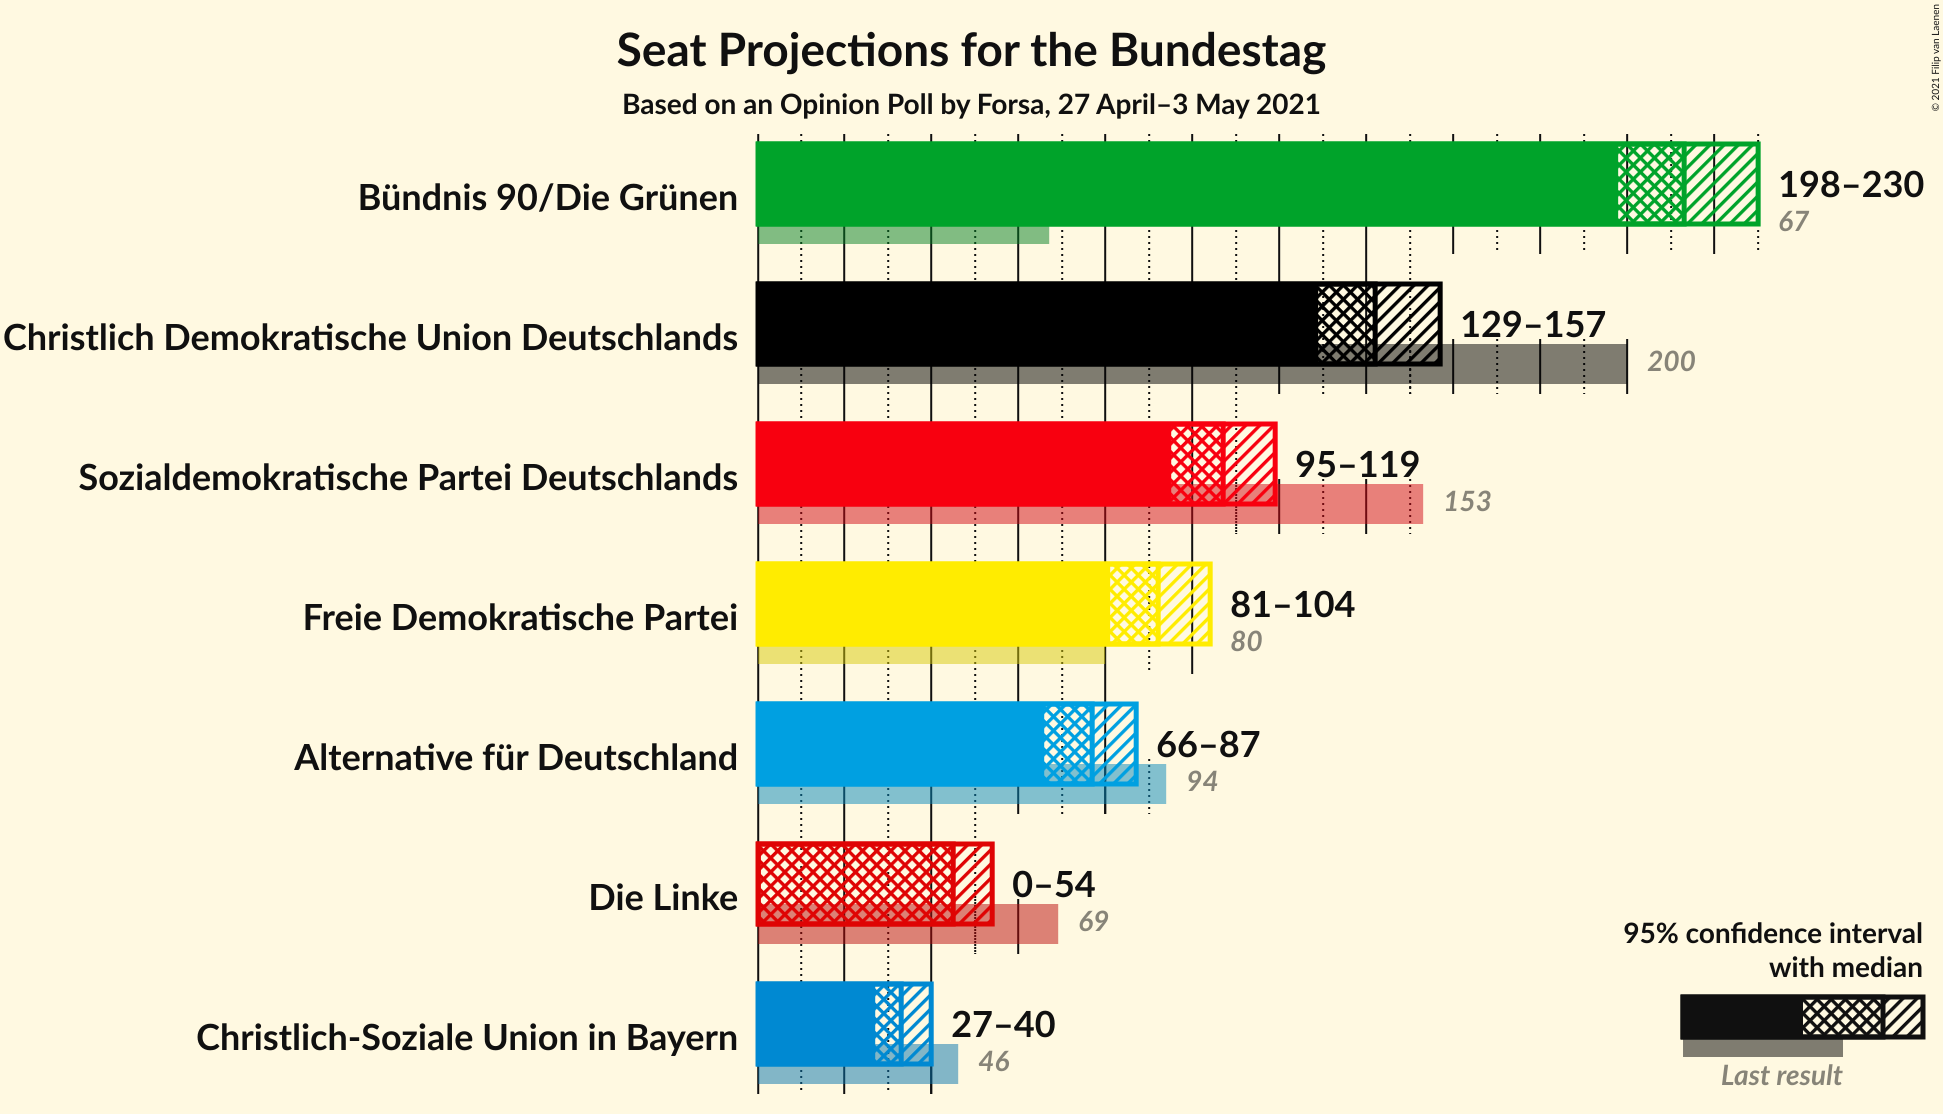 Seat Projections for the Bundestag
Based on an Opinion Poll by Forsa, 27 April–3 May 2021
© 2021 Filip van Laenen
Bündnis 90/Die Grünen
198–230
67
Christlich Demokratische Union Deutschlands
129–157
200
Sozialdemokratische Partei Deutschlands
95–119
153
Freie Demokratische Partei
81–104
80
Alternative für Deutschland
66–87
94
Die Linke
0–54
69
Christlich-Soziale Union in Bayern
27–40
46
95% confidence interval
with median
Last result